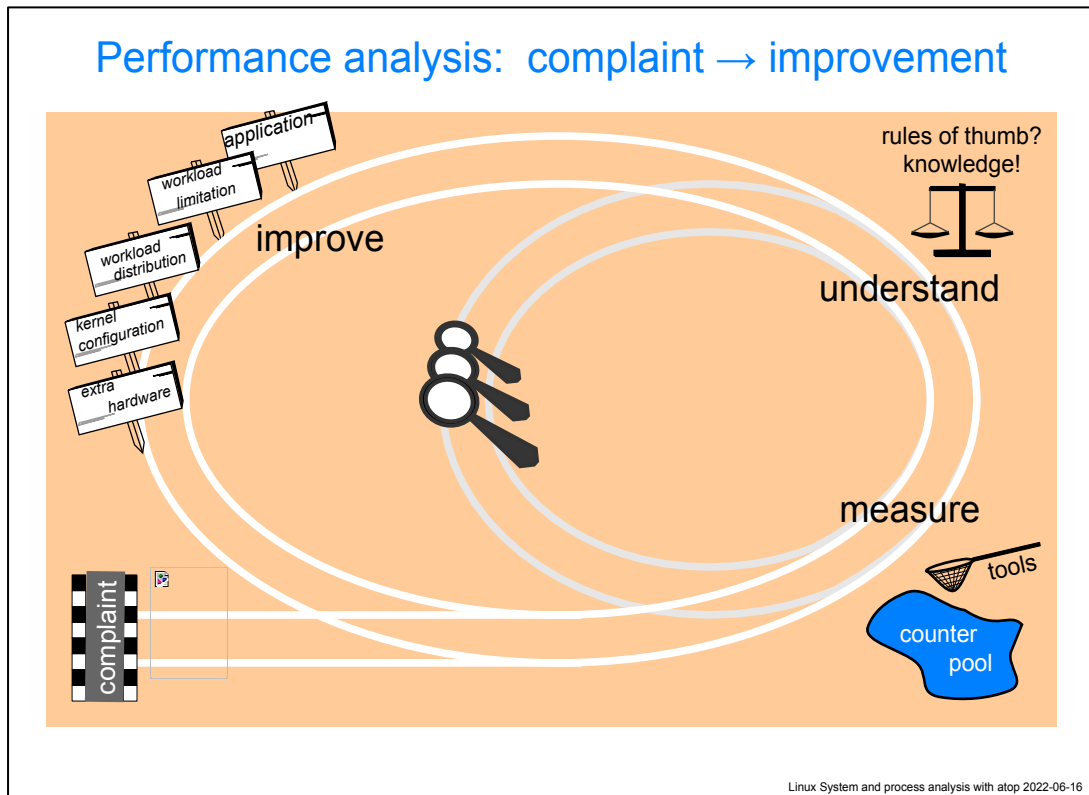 Performance analysis: complaint → improvement
application
workload
limitation
workload
distribution
kernel
configuration
extra
hardware
improve
rules of thumb?
knowledge!
understand
measure
tools
counter
pool
complaint
Linux System and process analysis with atop 2022-06-16